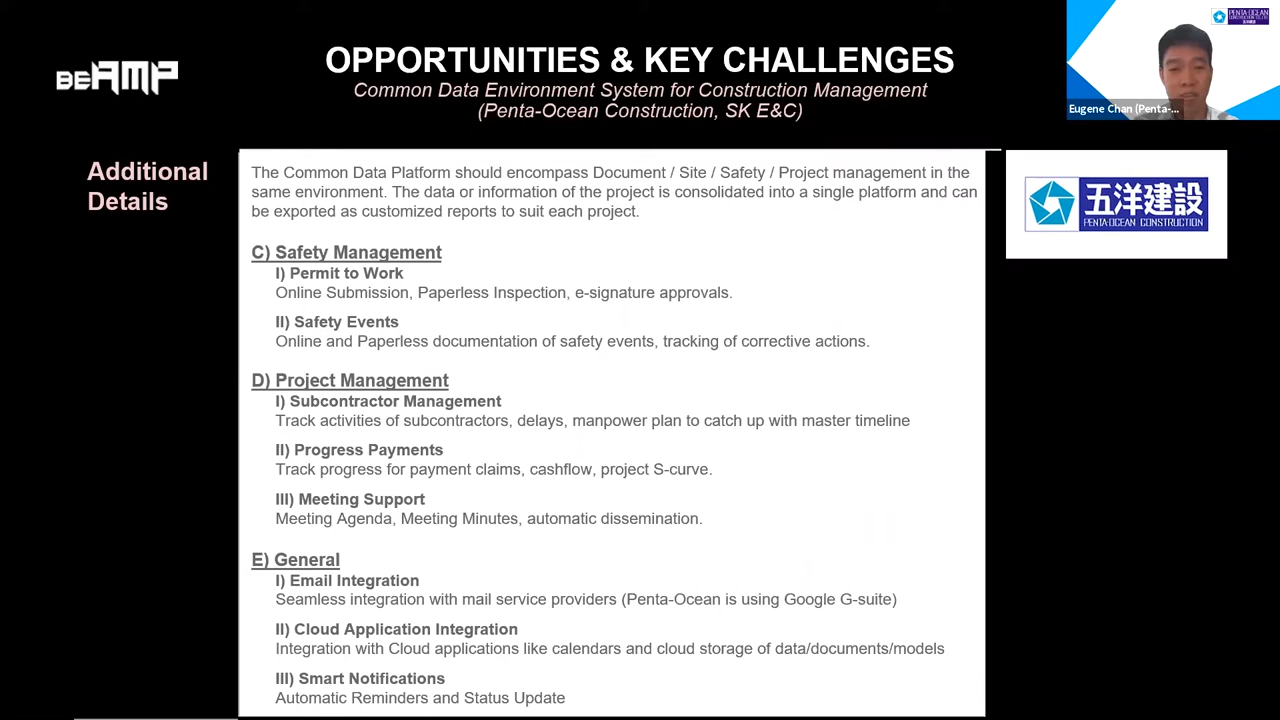 beAMP
OPPORTUNITIES & KEY CHALLENGES
Common Data Environment System for Construction Management
(Penta-Ocean Construction, SK E&C)
PENTA-OCEAN
五洋建設
Eugene Chan (Penta-...
Additional
Details
The Common Data Platform should encompass Document / Site / Safety / Project management in the
same environment. The data or information of the project is consolidated into a single platform and can
be exported as customized reports to suit each project.
五洋建設
PENTA-OCEAN CONSTRUCTION
C) Safety Management
I) Permit to Work
Online Submission, Paperless Inspection, e-signature approvals.
II) Safety Events
Online and Paperless documentation of safety events, tracking of corrective actions.
D) Project Management
I) Subcontractor Management
Track activities of subcontractors, delays, manpower plan to catch up with master timeline
II) Progress Payments
Track progress for payment claims, cashflow, project S-curve.
III) Meeting Support
Meeting Agenda, Meeting Minutes, automatic dissemination.
E) General
I) Email Integration
Seamless integration with mail service providers (Penta-Ocean is using Google G-suite)
II) Cloud Application Integration
Integration with Cloud applications like calendars and cloud storage of data/documents/models
III) Smart Notifications
Automatic Reminders and Status Update